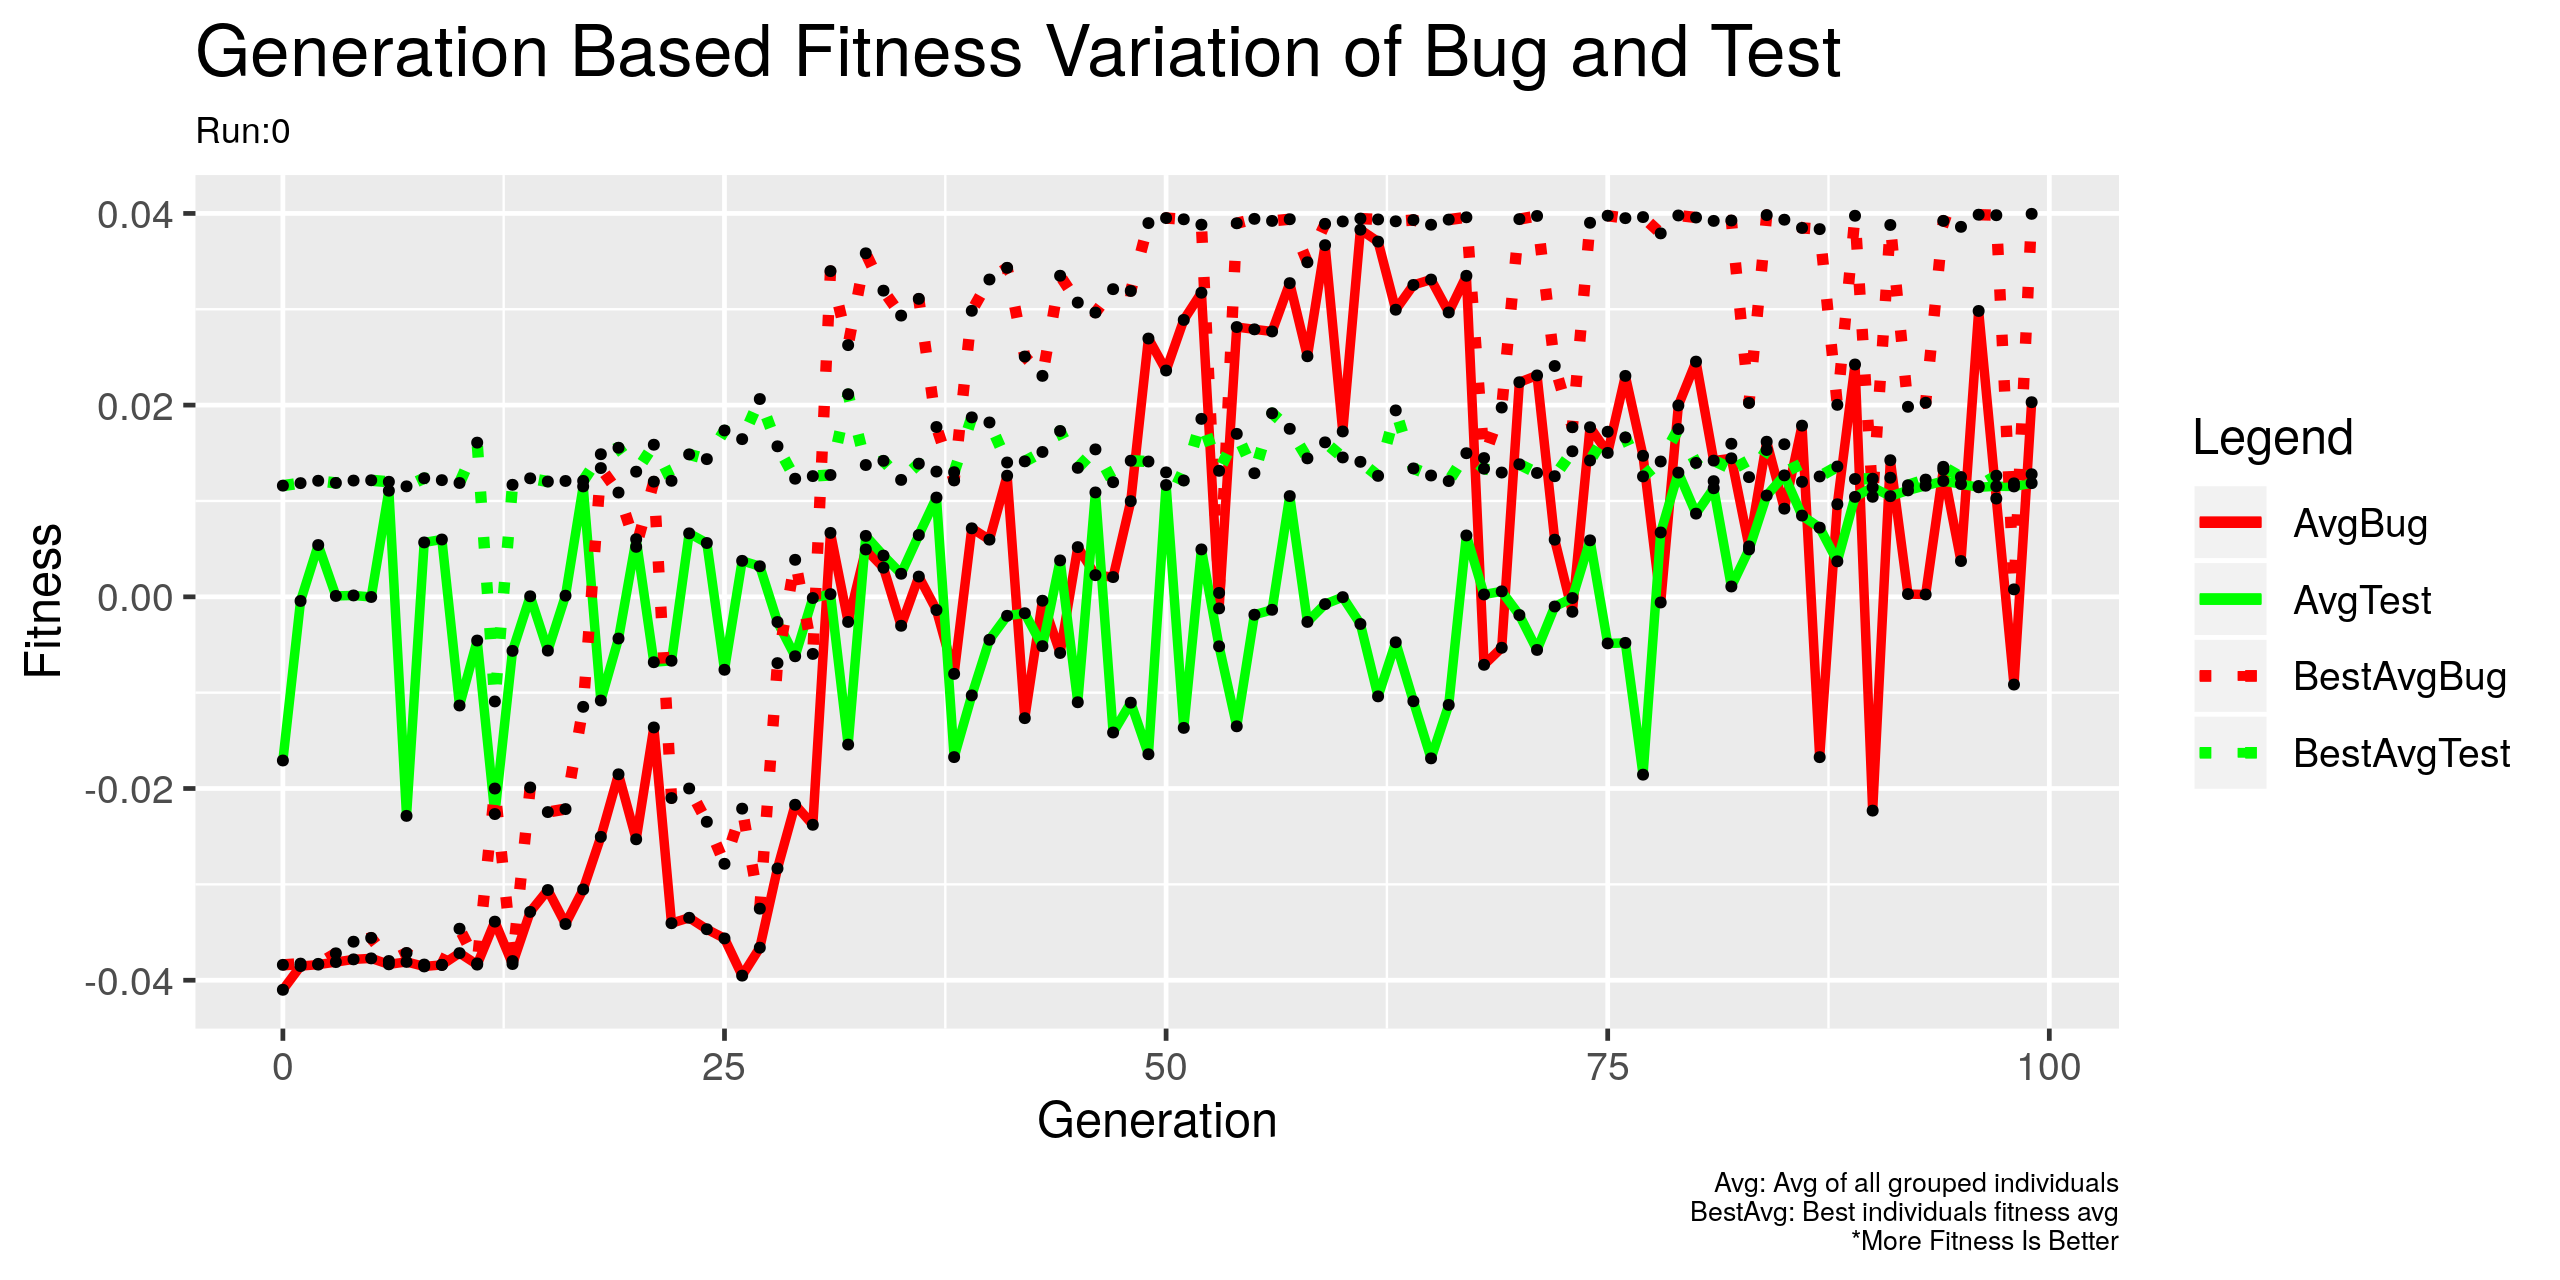 Generation Based Fitness Variation of Bug and Test
Run:0
Fitness
0.04
0.02
0.00
-0.02
-0.04
0
25
50
75
100
Generation
Legend
AvgBug
AvgTest
BestAvgBug
BestAvgTest
Avg: Avg of all grouped individuals
BestAvg: Best individuals fitness avg
*More Fitness Is Better